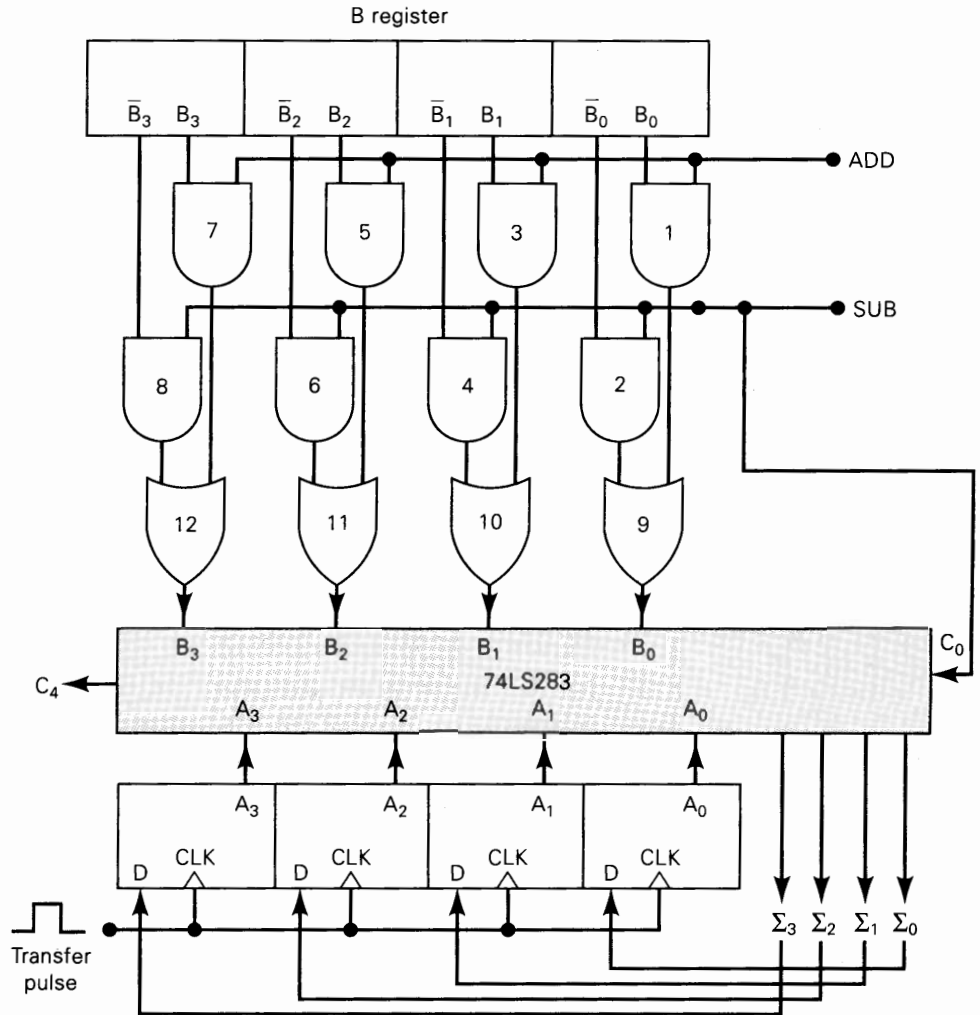 B register
B̅₃ B₃ B̅₂ B₂ B̅₁ B₁ B̅₀ B₀
ADD
7 5 3 1
SUB
8 6 4 2
12 11 10 9
B₃ B₂ B₁ B₀
C₀
74LS283
C₄
A₃ A₂ A₁ A₀
A₃ A₂ A₁ A₀
CLK CLK CLK CLK
D D D D
Σ₃ Σ₂ Σ₁ Σ₀
Transfer
pulse